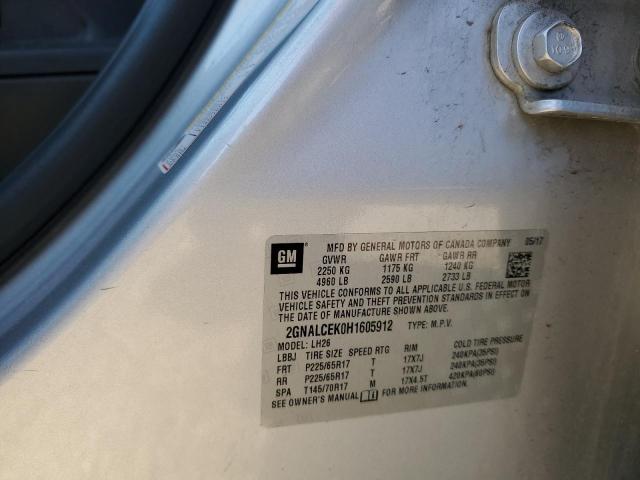 GM
MFD BY GENERAL MOTORS OF CANADA COMPANY 05/17
GVWR GAWR FRT GAWR RR
2250 KG 1175 KG 1240 KG
4960 LB 2590 LB 2733 LB
THIS VEHICLE CONFORMS TO ALL APPLICABLE U.S. FEDERAL MOTOR
VEHICLE SAFETY, BUMPER, AND THEFT PREVENTION STANDARDS IN EFFECT ON
THE DATE OF MANUFACTURE SHOWN ABOVE.
2GNALCEK0H1605912 TYPE: M.P.V.
MODEL: LH26
LBBJ TIRE SIZE SPEED RTG RIM COLD TIRE PRESSURE
FRT P225/65R17 T 17X7J 240KPA(35PSI)
RR P225/65R17 T 17X7J 240KPA(35PSI)
SPA T145/70R17 M 17X4.5T 420KPA(60PSI)
SEE OWNER'S MANUAL FOR MORE INFORMATION.